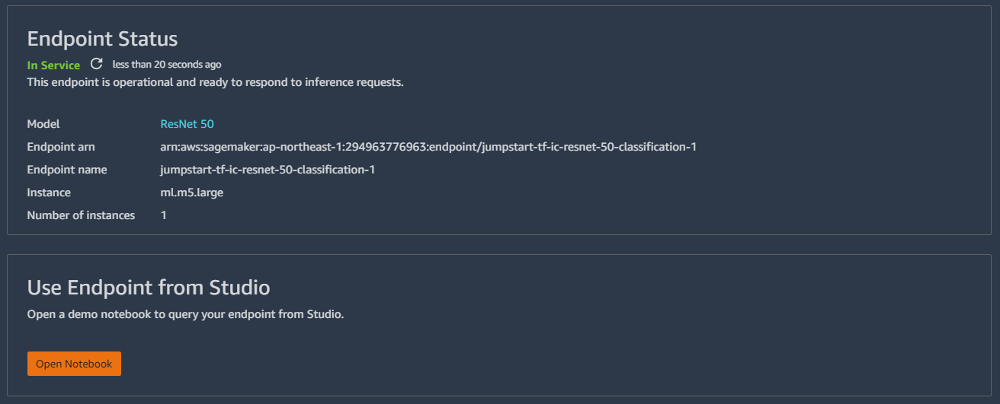 Endpoint Status
In Service less than 20 seconds ago
This endpoint is operational and ready to respond to inference requests.
Model ResNet 50
Endpoint arn arn:aws:sagemaker:ap-northeast-1:294963776963:endpoint/jumpstart-tf-ic-resnet-50-classification-1
Endpoint name jumpstart-tf-ic-resnet-50-classification-1
Instance ml.m5.large
Number of instances 1
Use Endpoint from Studio
Open a demo notebook to query your endpoint from Studio.
Open Notebook